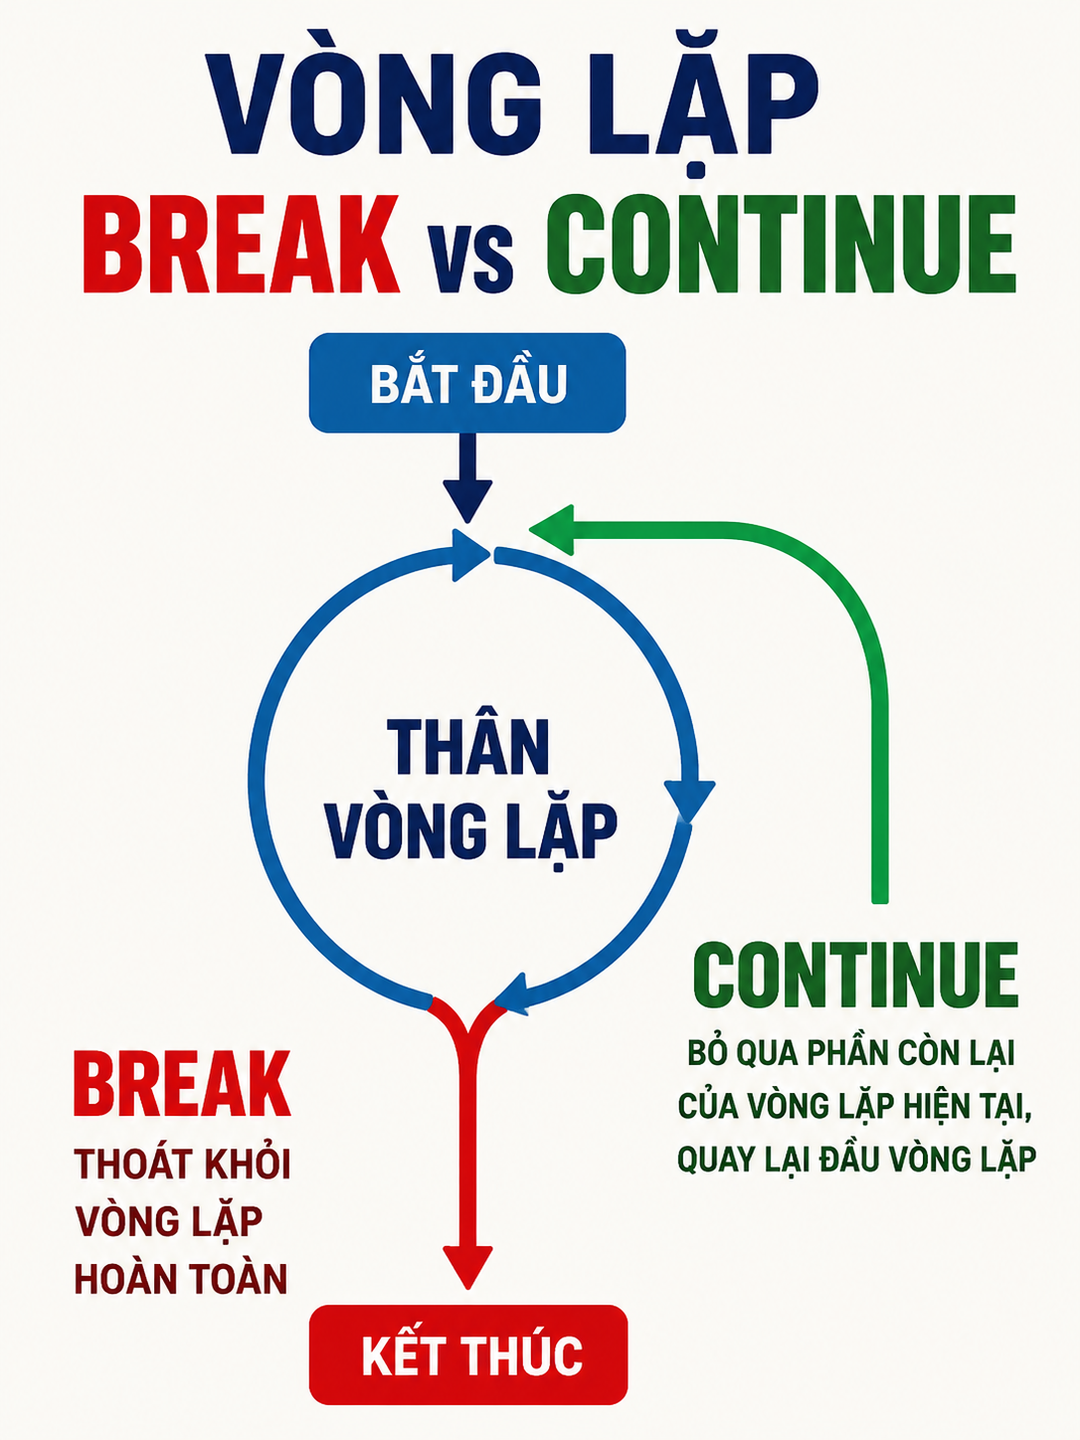 VÒNG LẶP
BREAK VS CONTINUE
BẮT ĐẦU
THÂN
VÒNG LẶP
BREAK
THOÁT KHỎI
VÒNG LẶP
HOÀN TOÀN
CONTINUE
BỎ QUA PHẦN CÒN LẠI
CỦA VÒNG LẶP HIỆN TẠI,
QUAY LẠI ĐẦU VÒNG LẶP
KẾT THÚC